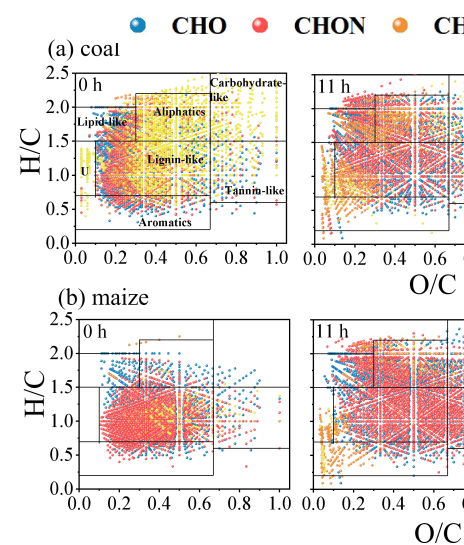 CHO CHON CH
(a) coal
0 h
11 h
Carbohydrate-
like
Lipid-like
Aliphatics
Lignin-like
U
Tannin-like
Aromatics
H/C
2.5
2.0
1.5
1.0
0.5
0.0
0.0 0.2 0.4 0.6 0.8 1.0
0.0 0.2 0.4 0.6
O/C
(b) maize
0 h
11 h
H/C
2.5
2.0
1.5
1.0
0.5
0.0
0.0 0.2 0.4 0.6 0.8 1.0
0.0 0.2 0.4 0.6
O/C